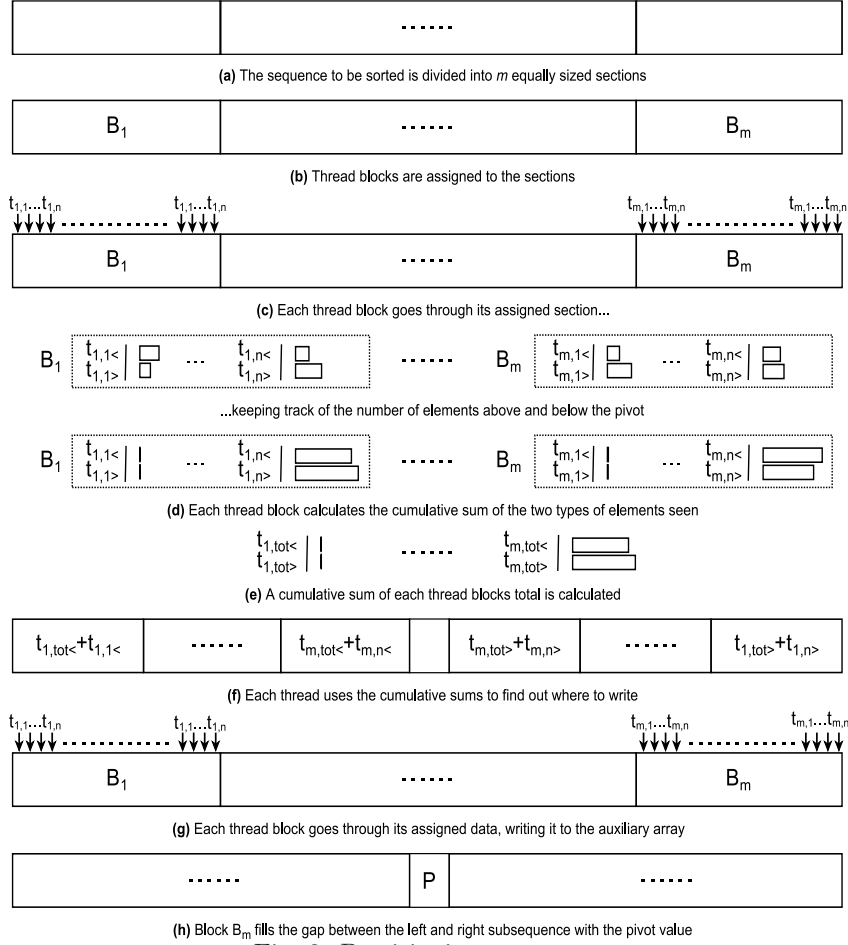 ......
(a) The sequence to be sorted is divided into m equally sized sections
B1 ...... Bm
(b) Thread blocks are assigned to the sections
t1,1...t1,n t1,1...t1,n tm,1...tm,n tm,1...tm,n
B1 ...... Bm
(c) Each thread block goes through its assigned section...
B1 t1,1< ... t1,n< ...... Bm tm,1< ... tm,n<
t1,1> t1,n> tm,1> tm,n>
...keeping track of the number of elements above and below the pivot
B1 t1,1< ... t1,n< ...... Bm tm,1< ... tm,n<
t1,1> t1,n> tm,1> tm,n>
(d) Each thread block calculates the cumulative sum of the two types of elements seen
t1,tot< ...... tm,tot<
t1,tot> tm,tot>
(e) A cumulative sum of each thread blocks total is calculated
t1,tot<+t1,1< ...... tm,tot<+tm,n< tm,tot>+tm,n> ...... t1,tot>+t1,n>
(f) Each thread uses the cumulative sums to find out where to write
t1,1...t1,n t1,1...t1,n tm,1...tm,n tm,1...tm,n
B1 ...... Bm
(g) Each thread block goes through its assigned data, writing it to the auxiliary array
...... P ......
(h) Block Bm fills the gap between the left and right subsequence with the pivot value